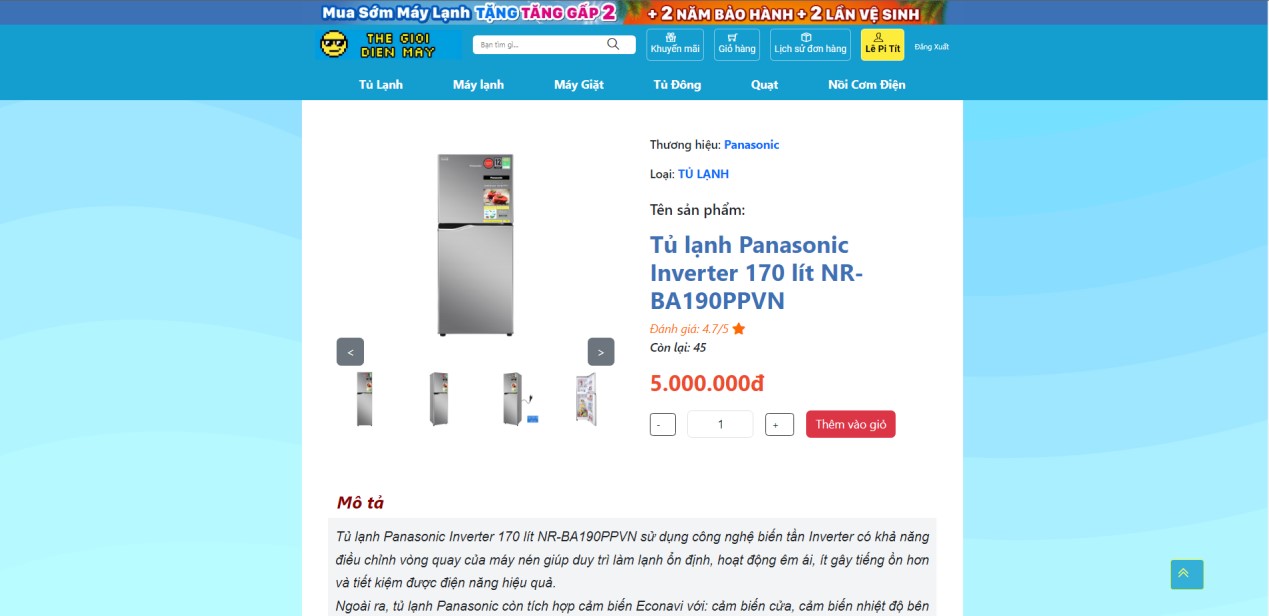 Mua Sớm Máy Lạnh TẶNG TĂNG GẤP 2 + 2 NĂM BẢO HÀNH + 2 LẦN VỆ SINH
THE GIOI
DIEN MAY
Bạn tìm gì...
Khuyến mãi
Giỏ hàng
Lịch sử đơn hàng
Lê Pi Tít
Đăng Xuất
Tủ Lạnh
Máy lạnh
Máy Giặt
Tủ Đông
Quạt
Nồi Cơm Điện
Thương hiệu: Panasonic
Loại: TỦ LẠNH
Tên sản phẩm:
Tủ lạnh Panasonic
Inverter 170 lít NR-
BA190PPVN
Đánh giá: 4.7/5
Còn lại: 45
5.000.000đ
- 1 + Thêm vào giỏ
< >
Mô tả
Tủ lạnh Panasonic Inverter 170 lít NR-BA190PPVN sử dụng công nghệ biến tần Inverter có khả năng
điều chỉnh vòng quay của máy nén giúp duy trì làm lạnh ổn định, hoạt động êm ái, ít gây tiếng ồn hơn
và tiết kiệm được điện năng hiệu quả.
Ngoài ra, tủ lạnh Panasonic còn tích hợp cảm biến Econavi với: cảm biến cửa, cảm biến nhiệt độ bên